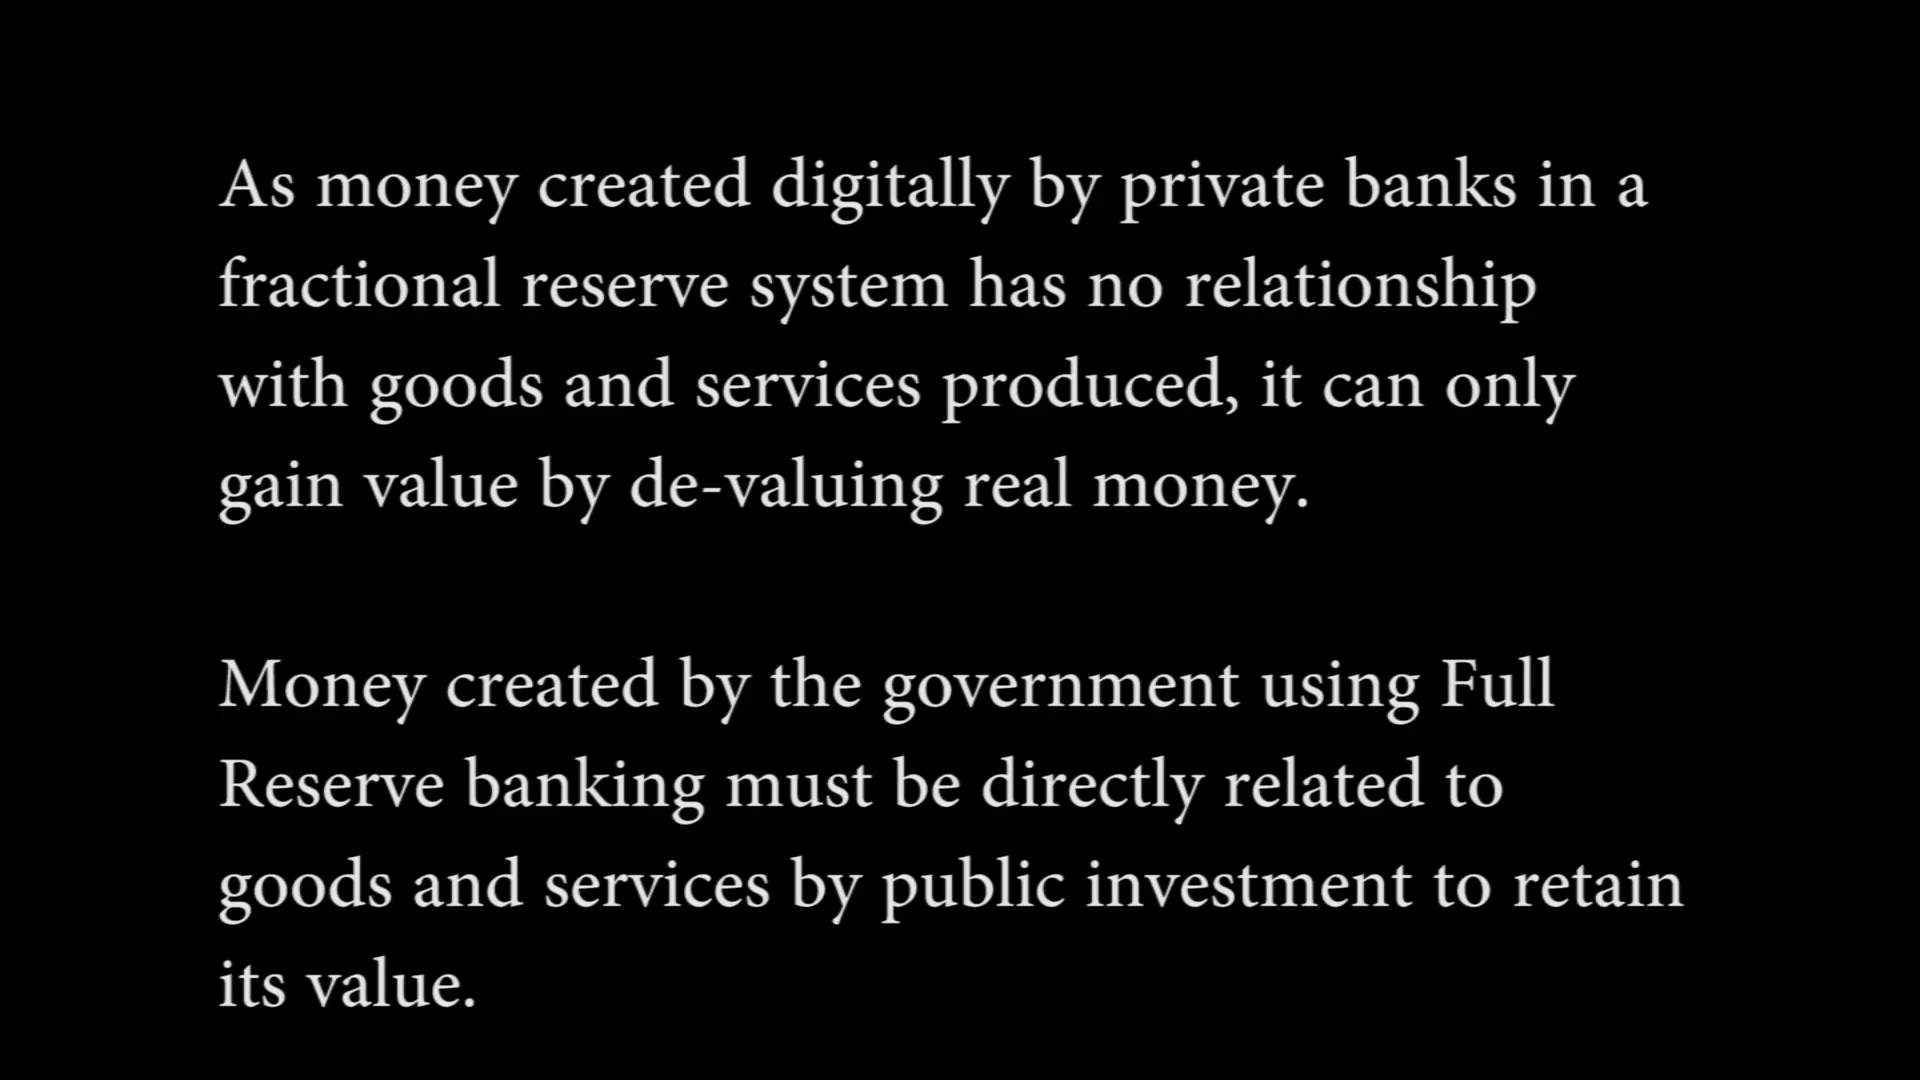 As money created digitally by private banks in a
fractional reserve system has no relationship
with goods and services produced, it can only
gain value by de-valuing real money.
Money created by the government using Full
Reserve banking must be directly related to
goods and services by public investment to retain
its value.